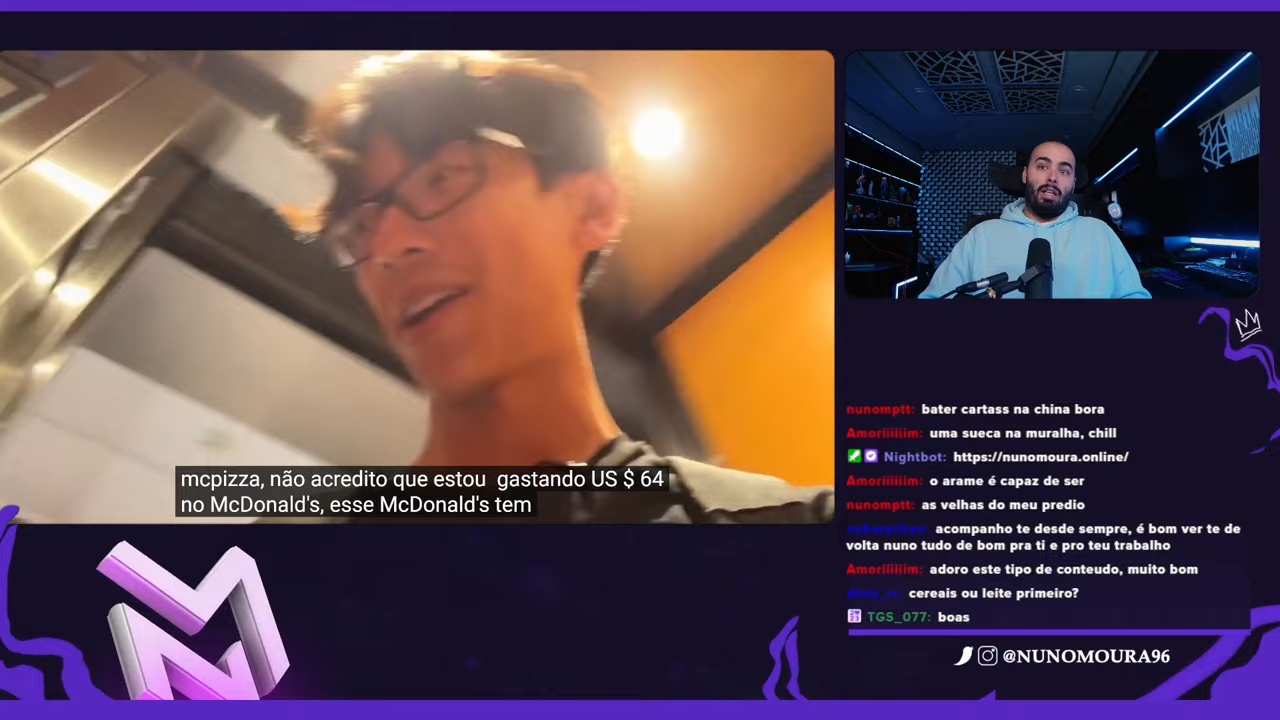 mcpizza, não acredito que estou  gastando US $ 64
no McDonald's, esse McDonald's tem
nunomptt: bater cartass na china bora
Amoriiiiiim: uma sueca na muralha, chill
Nightbot: https://nunomoura.online/
Amoriiiiiim: o arame é capaz de ser
nunomptt: as velhas do meu predio
acompanho te desde sempre, é bom ver te de
volta nuno tudo de bom pra ti e pro teu trabalho
Amoriiiiiim: adoro este tipo de conteudo, muito bom
cereais ou leite primeiro?
TGS_077: boas
@NUNOMOURA96